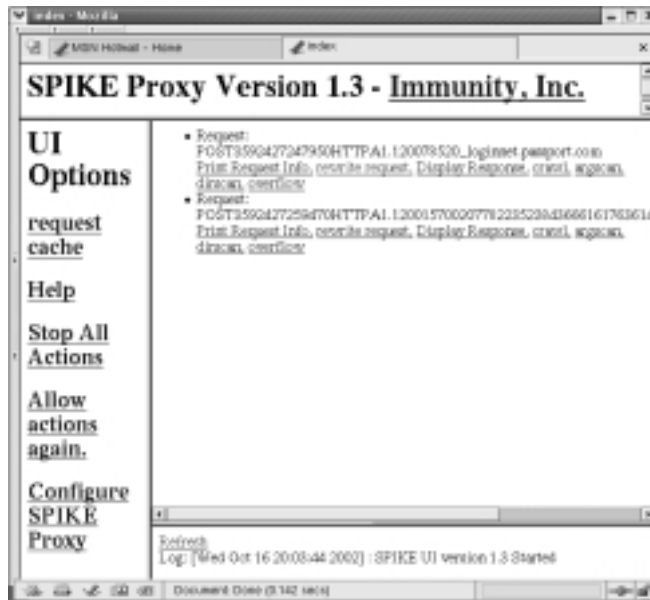 index - Mozilla
MSN Hotmail - Home
index
SPIKE Proxy Version 1.3 - Immunity, Inc.
UI
Options
request
cache
Help
Stop All
Actions
Allow
actions
again.
Configure
SPIKE
Proxy
Request:
Print Request Info, rewrite request, Display Response, crawl, argscan,
dirscan, overflow
Request:
Print Request Info, rewrite request, Display Response, crawl, argscan,
dirscan, overflow
Refresh
Log: [Wed Oct 16 20:03:44 2002] : SPIKE UI version 1.3 Started
Document Done (0.142 secs)